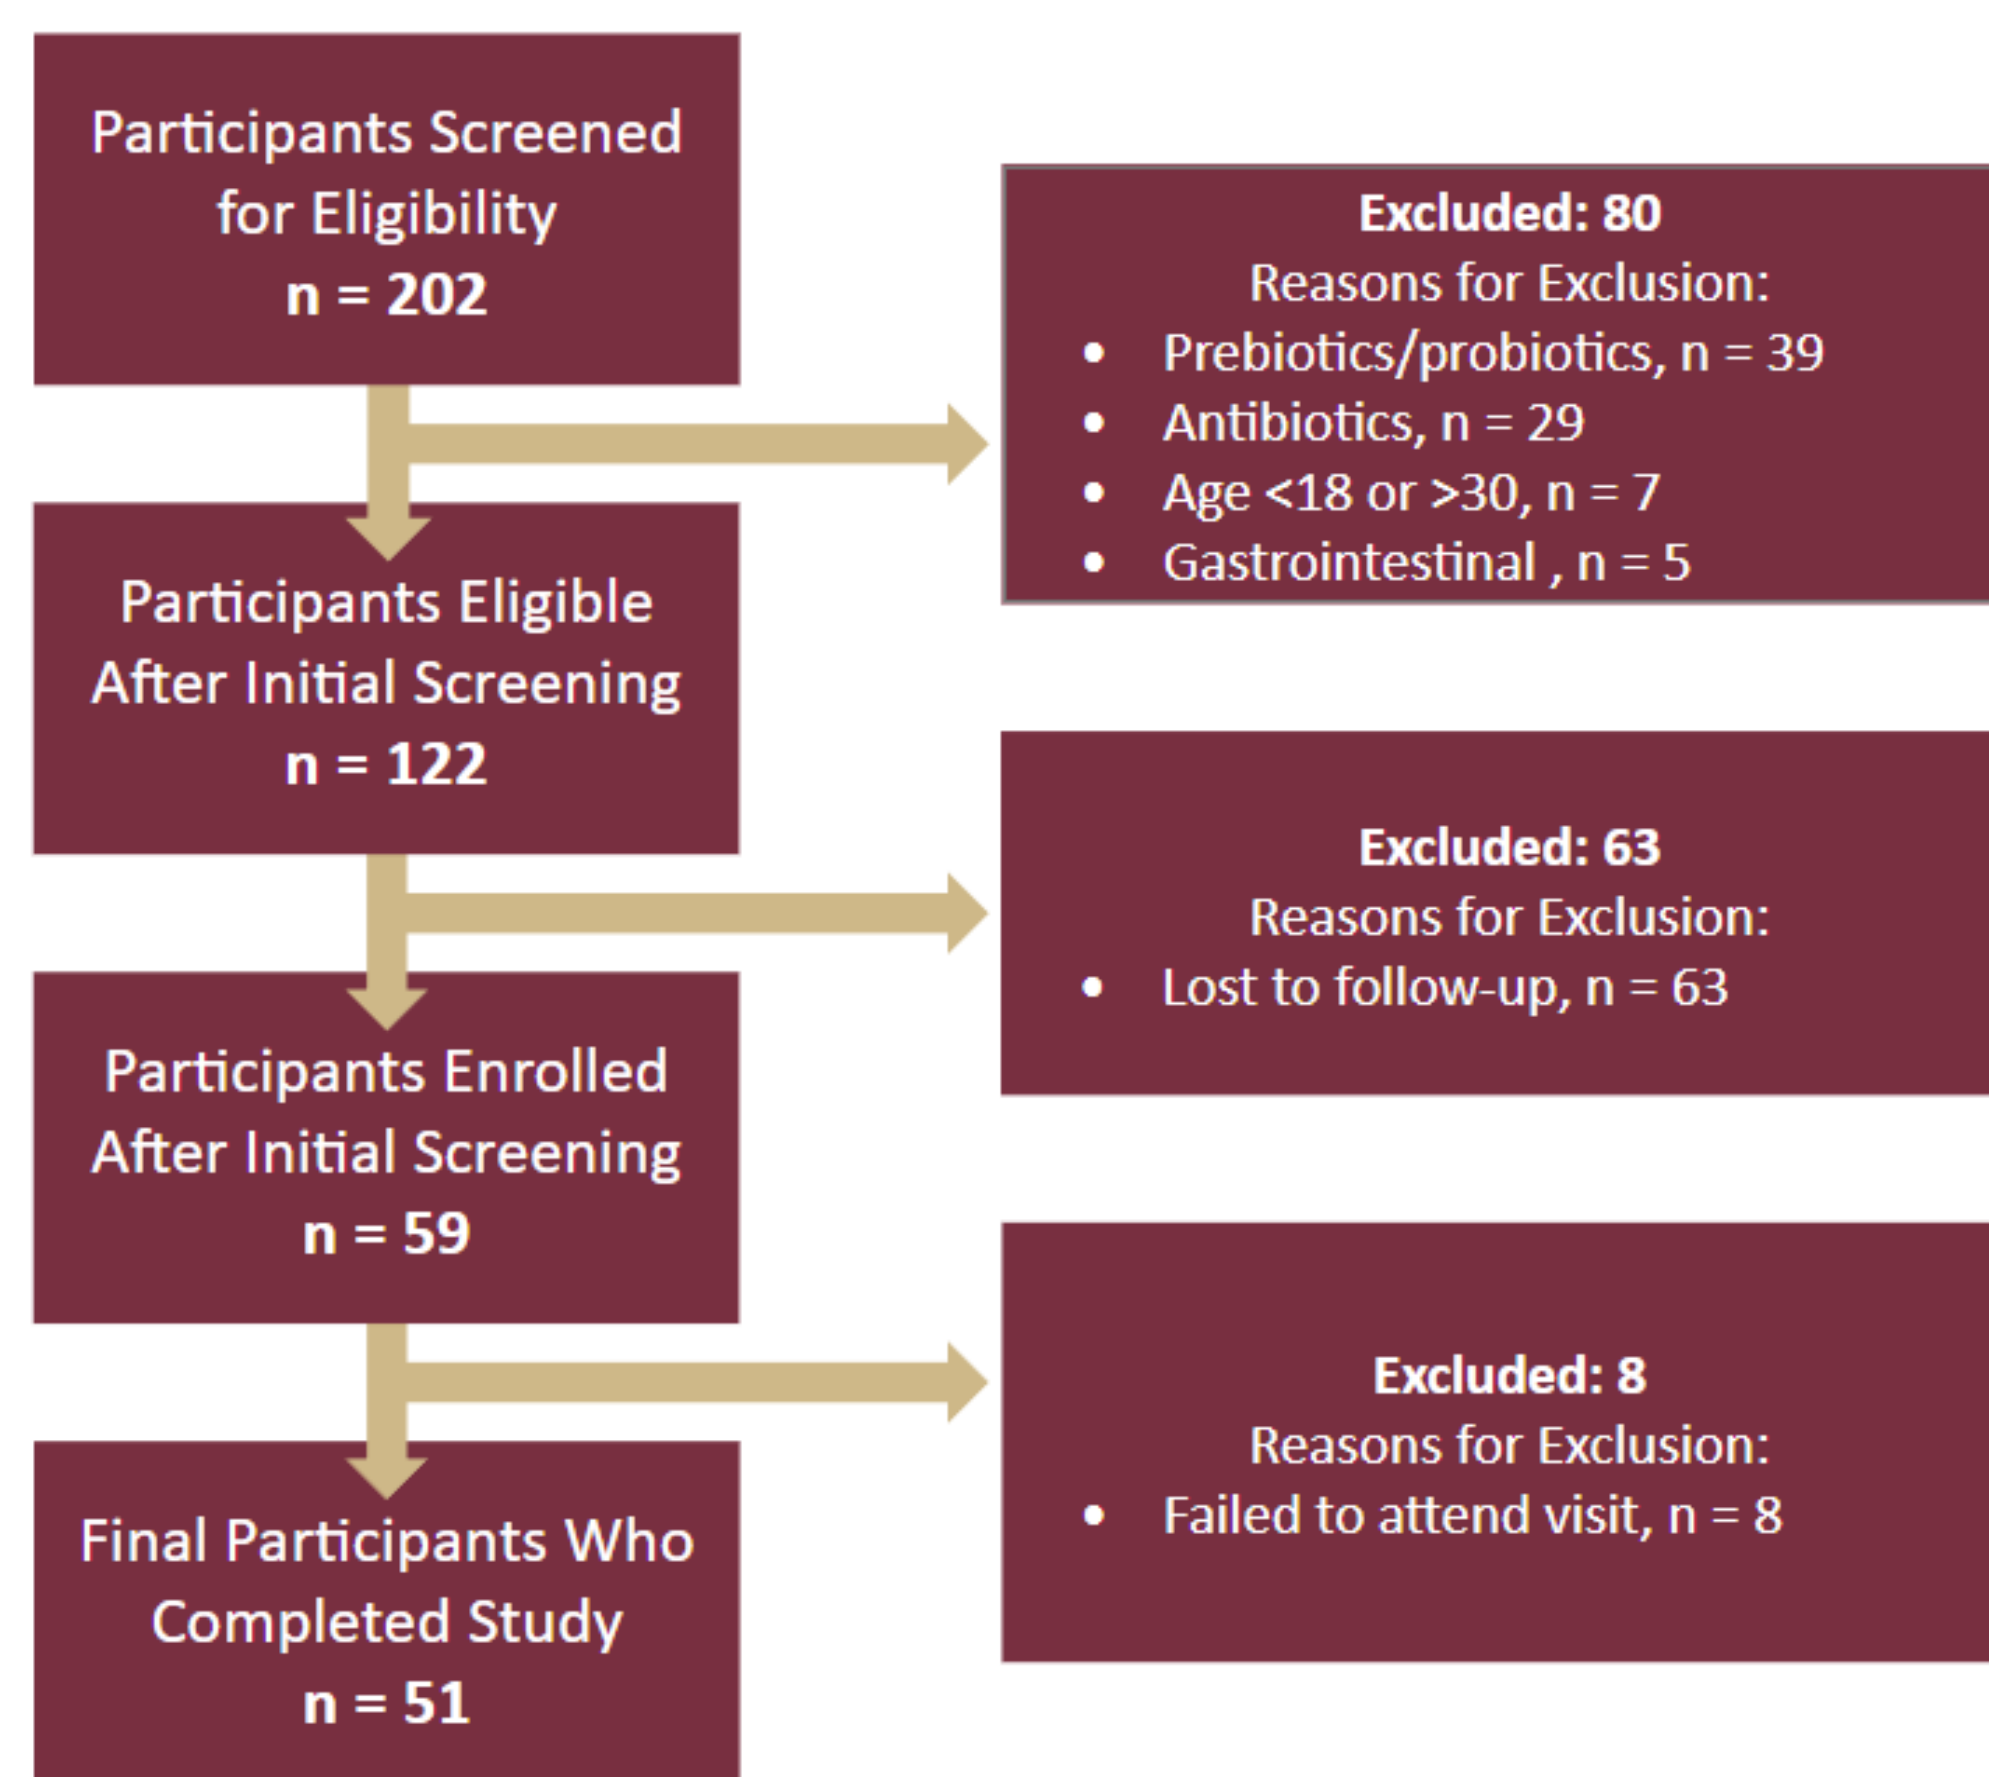 Participants Screened
for Eligibility
n = 202
Excluded: 80
Reasons for Exclusion:
• Prebiotics/probiotics, n = 39
• Antibiotics, n = 29
• Age <18 or >30, n = 7
• Gastrointestinal , n = 5
Participants Eligible
After Initial Screening
n = 122
Excluded: 63
Reasons for Exclusion:
• Lost to follow-up, n = 63
Participants Enrolled
After Initial Screening
n = 59
Excluded: 8
Reasons for Exclusion:
• Failed to attend visit, n = 8
Final Participants Who
Completed Study
n = 51